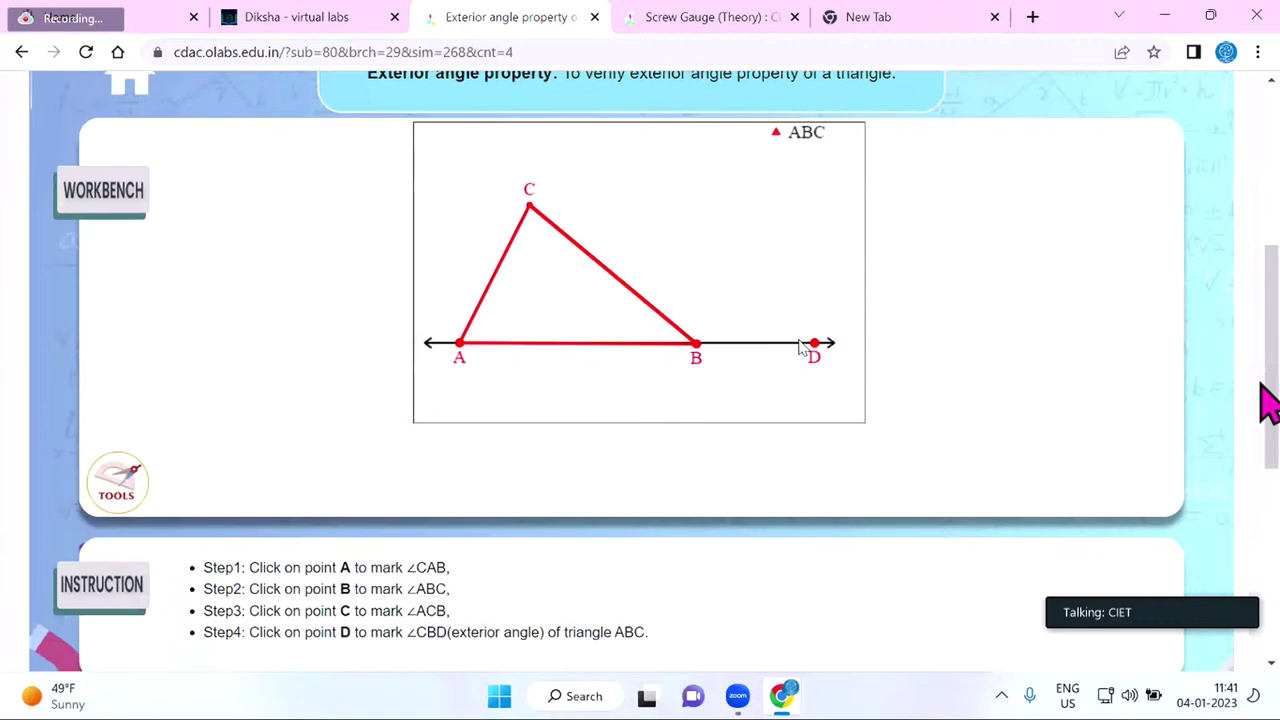 Recording...
Diksha - virtual labs
Exterior angle property o
Screw Gauge (Theory) : Cl
New Tab
cdac.olabs.edu.in/?sub=80&brch=29&sim=268&cnt=4
Exterior angle property: To verify exterior angle property of a triangle.
ABC
WORKBENCH
C
A
B
D
TOOLS
INSTRUCTION
Step1: Click on point A to mark ∠CAB,
Step2: Click on point B to mark ∠ABC,
Step3: Click on point C to mark ∠ACB,
Step4: Click on point D to mark ∠CBD(exterior angle) of triangle ABC.
Talking: CIET
49°F
Sunny
Search
zoom
ENG
US
11:41
04-01-2023